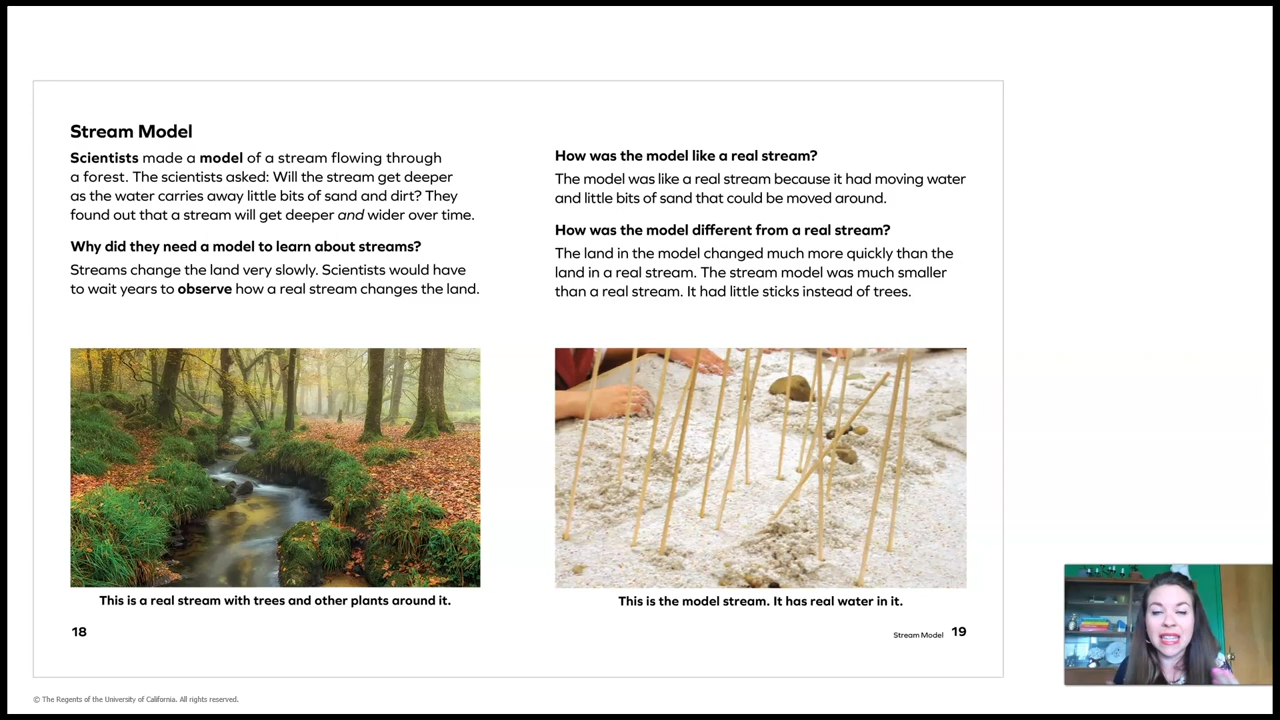 Stream Model
Scientists made a model of a stream flowing through
a forest. The scientists asked: Will the stream get deeper
as the water carries away little bits of sand and dirt? They
found out that a stream will get deeper and wider over time.
Why did they need a model to learn about streams?
Streams change the land very slowly. Scientists would have
to wait years to observe how a real stream changes the land.
This is a real stream with trees and other plants around it.
18
How was the model like a real stream?
The model was like a real stream because it had moving water
and little bits of sand that could be moved around.
How was the model different from a real stream?
The land in the model changed much more quickly than the
land in a real stream. The stream model was much smaller
than a real stream. It had little sticks instead of trees.
This is the model stream. It has real water in it.
Stream Model 19
© The Regents of the University of California. All rights reserved.